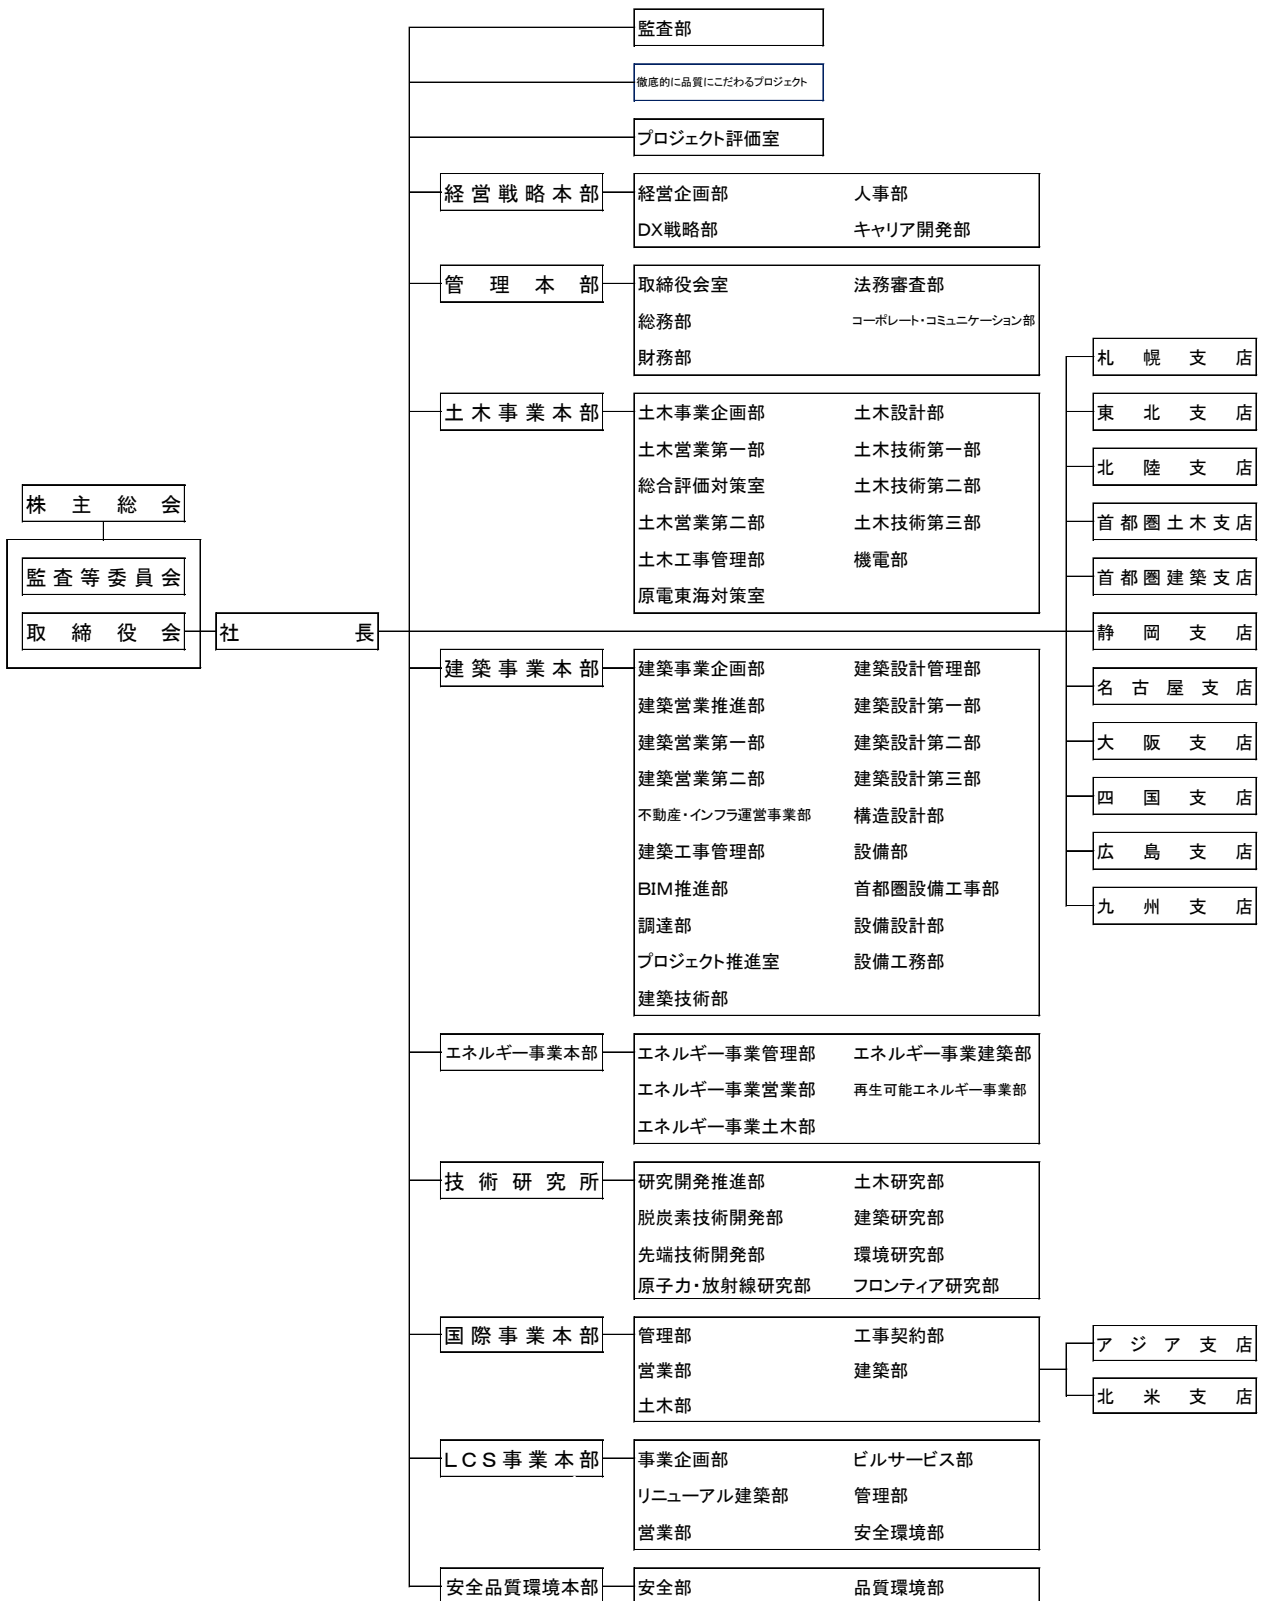 監査部
徹底的に品質にこだわるプロジェクト
プロジェクト評価室
経営戦略本部
経営企画部 人事部
DX戦略部 キャリア開発部
管理本部
取締役会室 法務審査部
総務部 コーポレート・コミュニケーション部
財務部
土木事業本部
土木事業企画部 土木設計部
土木営業第一部 土木技術第一部
総合評価対策室 土木技術第二部
土木営業第二部 土木技術第三部
土木工事管理部 機電部
原電東海対策室
株主総会
監査等委員会
取締役会
社長
建築事業本部
建築事業企画部 建築設計管理部
建築営業推進部 建築設計第一部
建築営業第一部 建築設計第二部
建築営業第二部 建築設計第三部
不動産・インフラ運営事業部 構造設計部
建築工事管理部 設備部
BIM推進部 首都圏設備工事部
調達部 設備設計部
プロジェクト推進室 設備工務部
建築技術部
札幌支店
東北支店
北陸支店
首都圏土木支店
首都圏建築支店
静岡支店
名古屋支店
大阪支店
四国支店
広島支店
九州支店
エネルギー事業本部
エネルギー事業管理部 エネルギー事業建築部
エネルギー事業営業部 再生可能エネルギー事業部
エネルギー事業土木部
技術研究所
研究開発推進部 土木研究部
脱炭素技術開発部 建築研究部
先端技術開発部 環境研究部
原子力・放射線研究部 フロンティア研究部
国際事業本部
管理部 工事契約部
営業部 建築部
土木部
アジア支店
北米支店
LCS事業本部
事業企画部 ビルサービス部
リニューアル建築部 管理部
営業部 安全環境部
安全品質環境本部
安全部 品質環境部